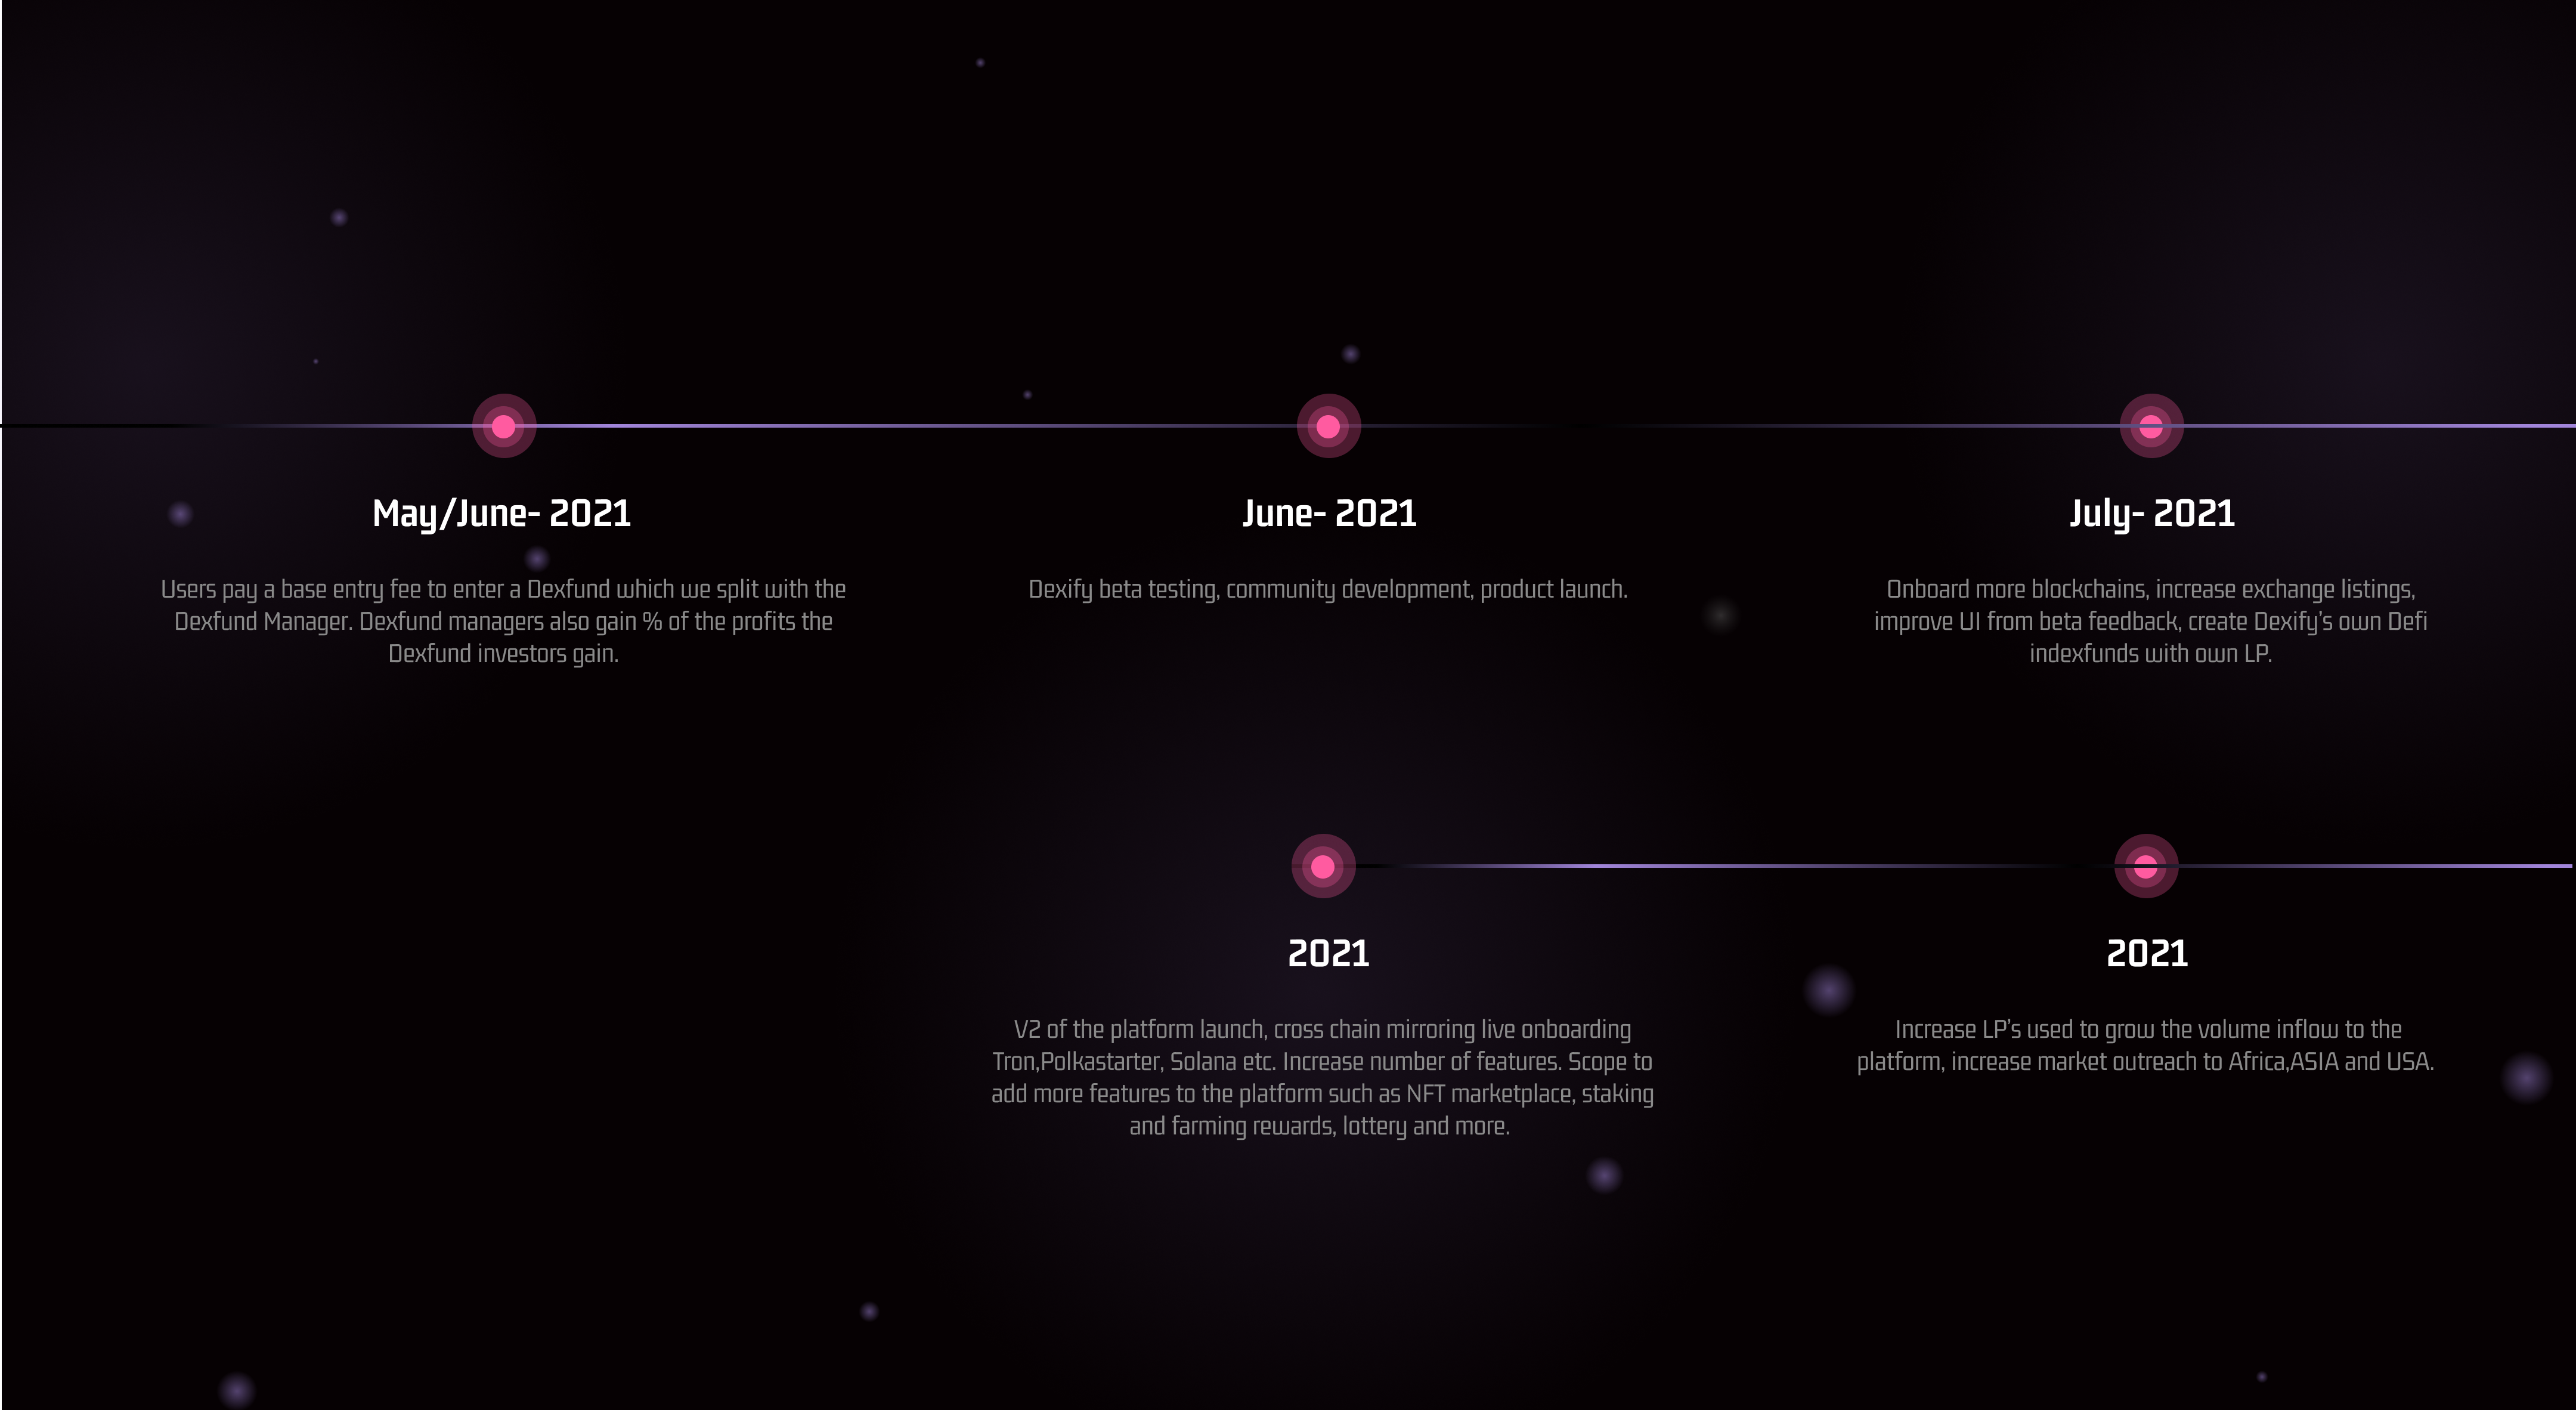 May/June- 2021
Users pay a base entry fee to enter a Dexfund which we split with the
Dexfund Manager. Dexfund managers also gain % of the profits the
Dexfund investors gain.
June- 2021
Dexify beta testing, community development, product launch.
July- 2021
Onboard more blockchains, increase exchange listings,
improve UI from beta feedback, create Dexify's own Defi
indexfunds with own LP.
2021
V2 of the platform launch, cross chain mirroring live onboarding
Tron,Polkastarter, Solana etc. Increase number of features. Scope to
add more features to the platform such as NFT marketplace, staking
and farming rewards, lottery and more.
2021
Increase LP's used to grow the volume inflow to the
platform, increase market outreach to Africa,ASIA and USA.